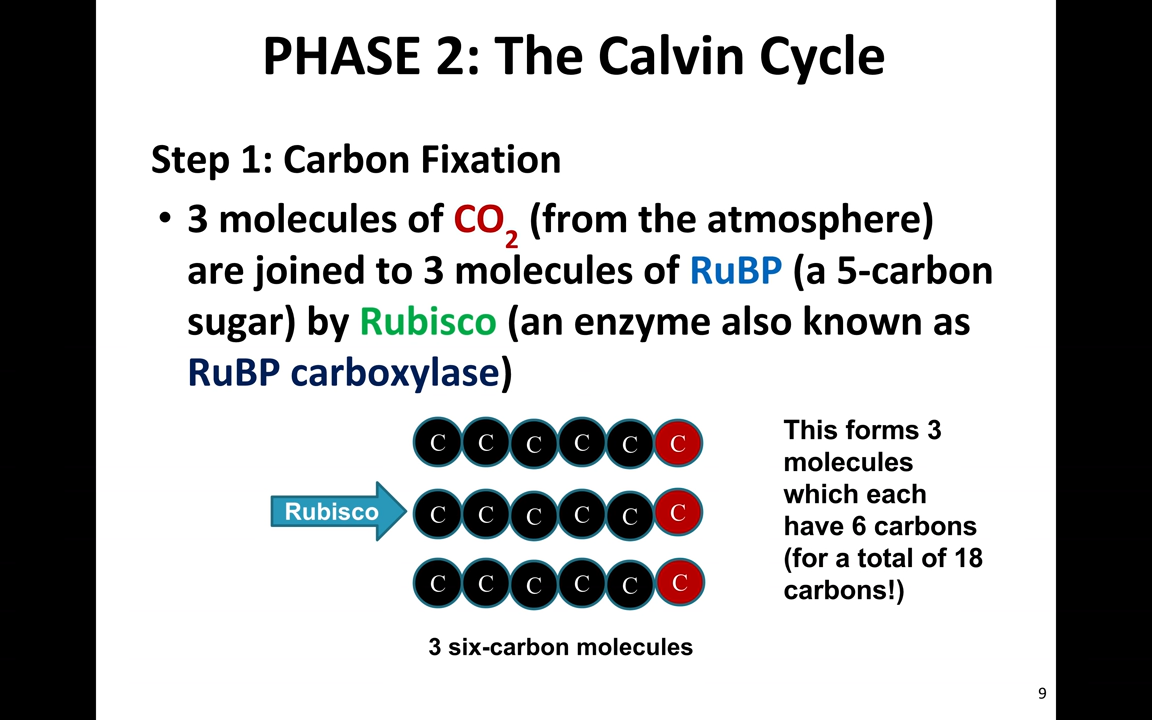 PHASE 2: The Calvin Cycle
Step 1: Carbon Fixation
• 3 molecules of CO2 (from the atmosphere)
are joined to 3 molecules of RuBP (a 5-carbon
sugar) by Rubisco (an enzyme also known as
RuBP carboxylase)
C C C C C C
Rubisco
C C C C C C
C C C C C C
3 six-carbon molecules
This forms 3
molecules
which each
have 6 carbons
(for a total of 18
carbons!)
9